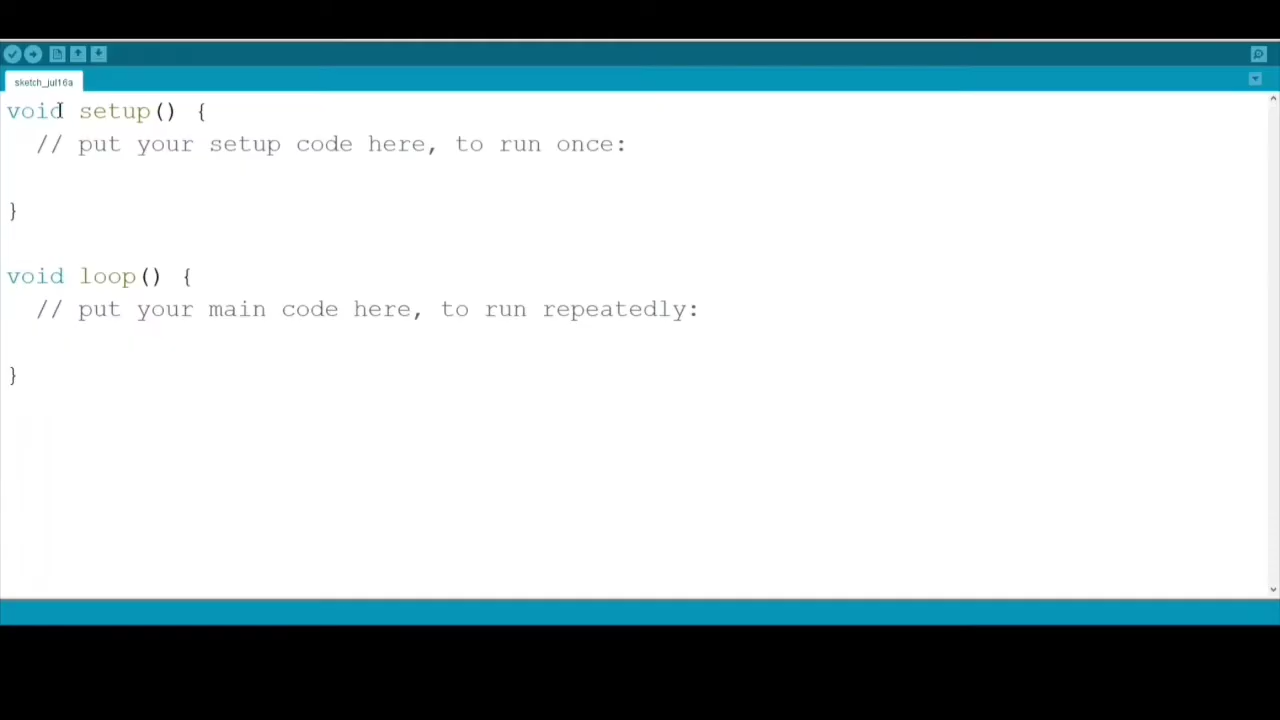 sketch_jul16a
void setup() {
  // put your setup code here, to run once:
}
void loop() {
  // put your main code here, to run repeatedly:
}